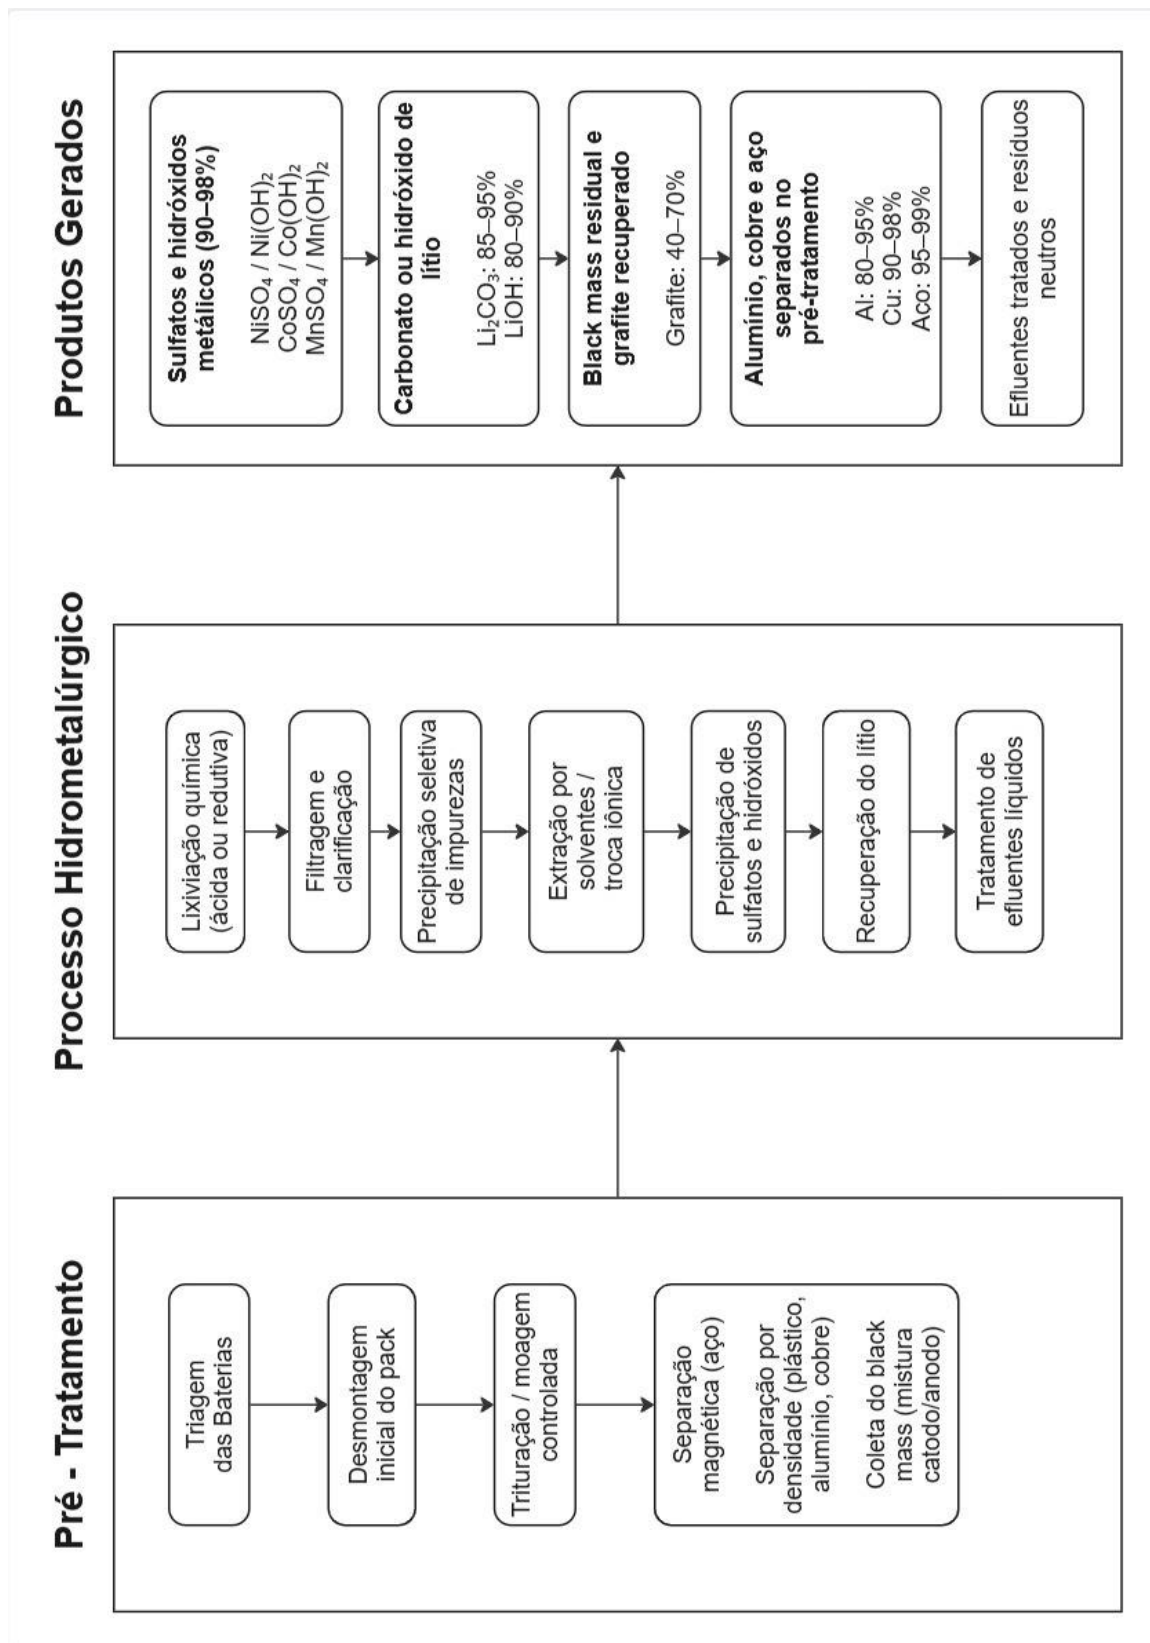 Pré - Tratamento
Triagem
das Baterias
Desmontagem
inicial do pack
Trituração / moagem
controlada
Separação
magnética (aço)
Separação por
densidade (plástico,
alumínio, cobre)
Coleta do black
mass (mistura
catodo/anodo)
Processo Hidrometalúrgico
Lixiviação química
(ácida ou redutiva)
Filtragem e
clarificação
Precipitação seletiva
de impurezas
Extração por
solventes /
troca iônica
Precipitação de
sulfatos e hidróxidos
Recuperação do lítio
Tratamento de
efluentes líquidos
Produtos Gerados
Sulfatos e hidróxidos
metálicos (90–98%)
NiSO₄ / Ni(OH)₂
CoSO₄ / Co(OH)₂
MnSO₄ / Mn(OH)₂
Carbonato ou hidróxido de
lítio
Li₂CO₃: 85–95%
LiOH: 80–90%
Black mass residual e
grafite recuperado
Grafite: 40–70%
Alumínio, cobre e aço
separados no
pré-tratamento
Al: 80–95%
Cu: 90–98%
Aco: 95–99%
Efluentes tratados e resíduos
neutros